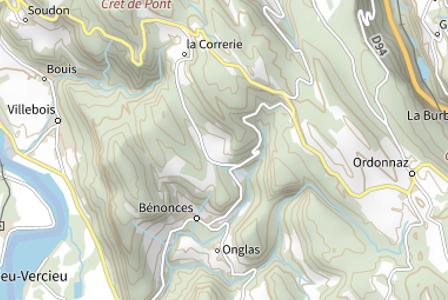 Crêt de Pont
Soudon
la Correrie
G
D94
Bouis
Villebois
La Burb
Ordonnaz
Bénonces
Onglas
eu-Vercieu